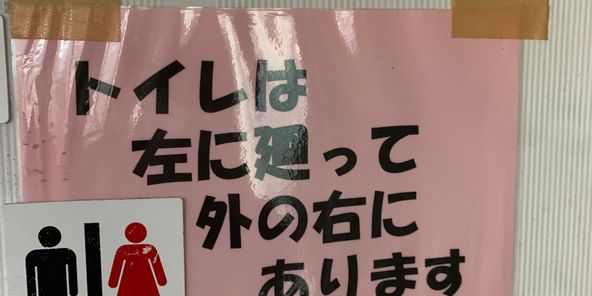 トイレは
左に廻って
外の右に
あります